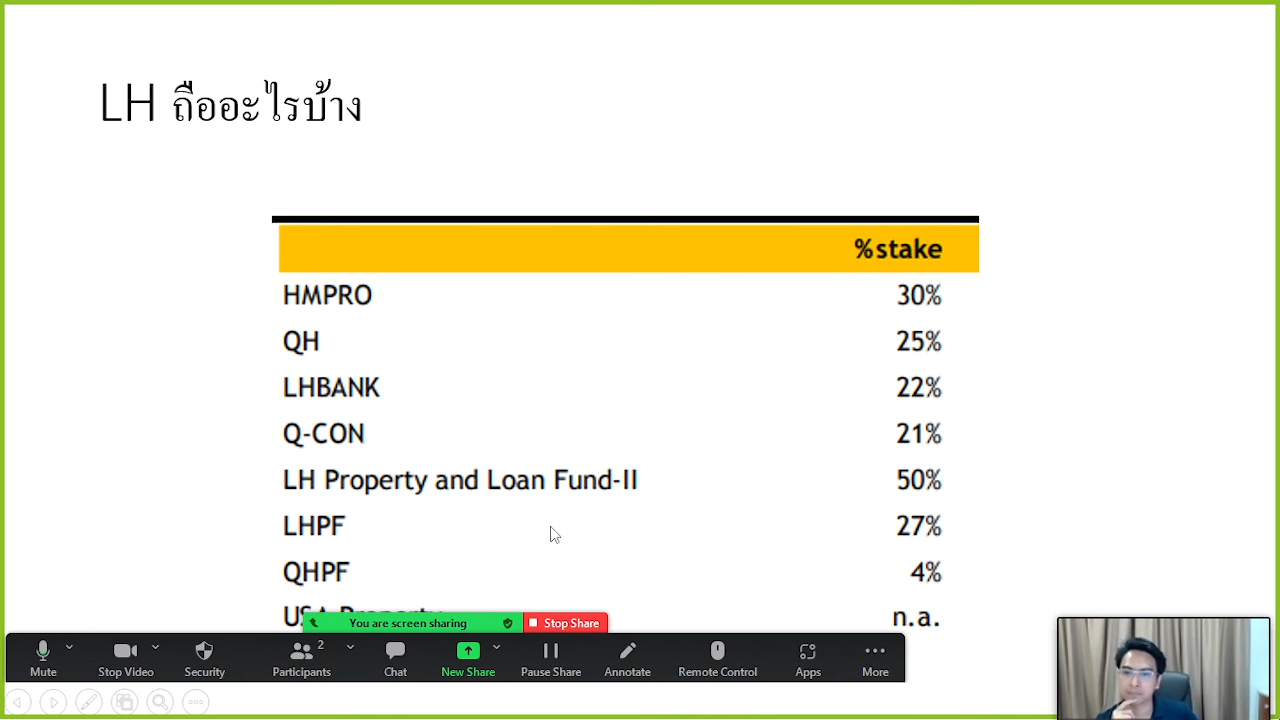 LH ถืออะไรบ้าง
%stake
HMPRO 30%
QH 25%
LHBANK 22%
Q-CON 21%
LH Property and Loan Fund-II 50%
LHPF 27%
QHPF 4%
USA Property n.a.
You are screen sharing Stop Share
2
Mute Stop Video Security Participants Chat New Share Pause Share Annotate Remote Control Apps More